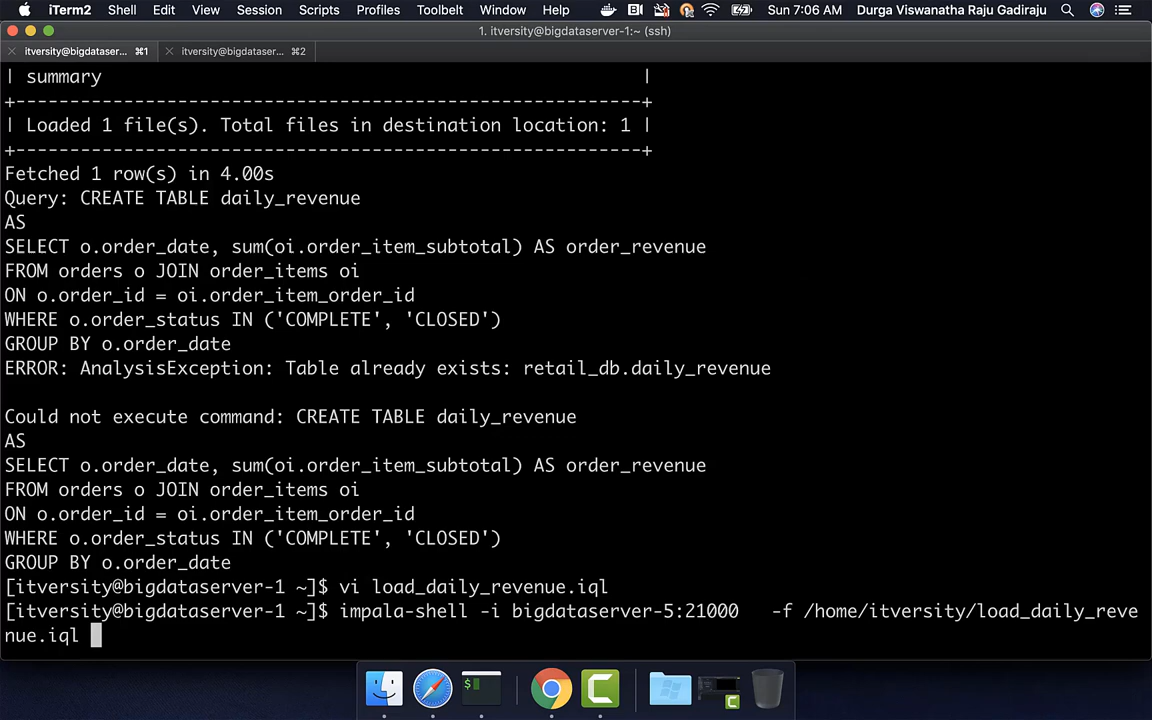 iTerm2 Shell Edit View Session Scripts Profiles Toolbelt Window Help Sun 7:06 AM Durga Viswanatha Raju Gadiraju
1. itversity@bigdataserver-1:~ (ssh)
itversity@bigdataser... ⌘1 itversity@bigdataser... ⌘2
| summary |
+---------------------------------------------------------+
| Loaded 1 file(s). Total files in destination location: 1 |
+---------------------------------------------------------+
Fetched 1 row(s) in 4.00s
Query: CREATE TABLE daily_revenue
AS
SELECT o.order_date, sum(oi.order_item_subtotal) AS order_revenue
FROM orders o JOIN order_items oi
ON o.order_id = oi.order_item_order_id
WHERE o.order_status IN ('COMPLETE', 'CLOSED')
GROUP BY o.order_date
ERROR: AnalysisException: Table already exists: retail_db.daily_revenue
Could not execute command: CREATE TABLE daily_revenue
AS
SELECT o.order_date, sum(oi.order_item_subtotal) AS order_revenue
FROM orders o JOIN order_items oi
ON o.order_id = oi.order_item_order_id
WHERE o.order_status IN ('COMPLETE', 'CLOSED')
GROUP BY o.order_date
[itversity@bigdataserver-1 ~]$ vi load_daily_revenue.iql
[itversity@bigdataserver-1 ~]$ impala-shell -i bigdataserver-5:21000   -f /home/itversity/load_daily_reve
nue.iql